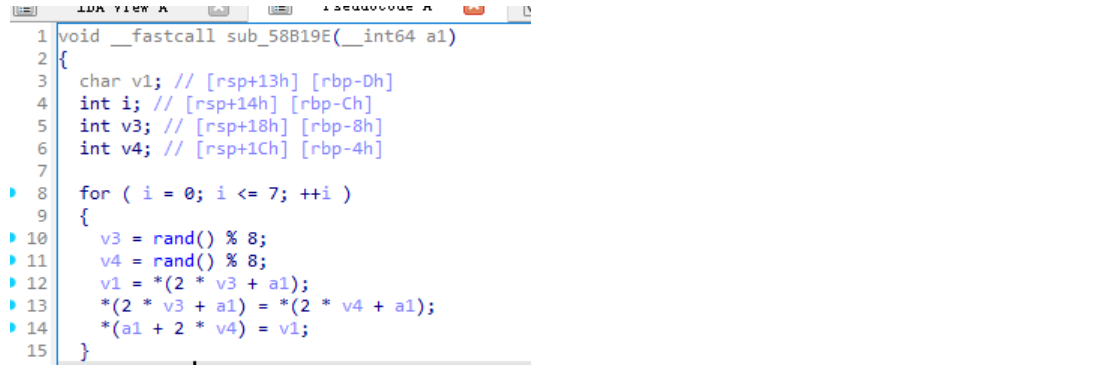 IDA View A Pseudocode A
1 void __fastcall sub_58B19E(__int64 a1)
2 {
3 char v1; // [rsp+13h] [rbp-Dh]
4 int i; // [rsp+14h] [rbp-Ch]
5 int v3; // [rsp+18h] [rbp-8h]
6 int v4; // [rsp+1Ch] [rbp-4h]
7
8 for ( i = 0; i <= 7; ++i )
9 {
10 v3 = rand() % 8;
11 v4 = rand() % 8;
12 v1 = *(2 * v3 + a1);
13 *(2 * v3 + a1) = *(2 * v4 + a1);
14 *(a1 + 2 * v4) = v1;
15 }